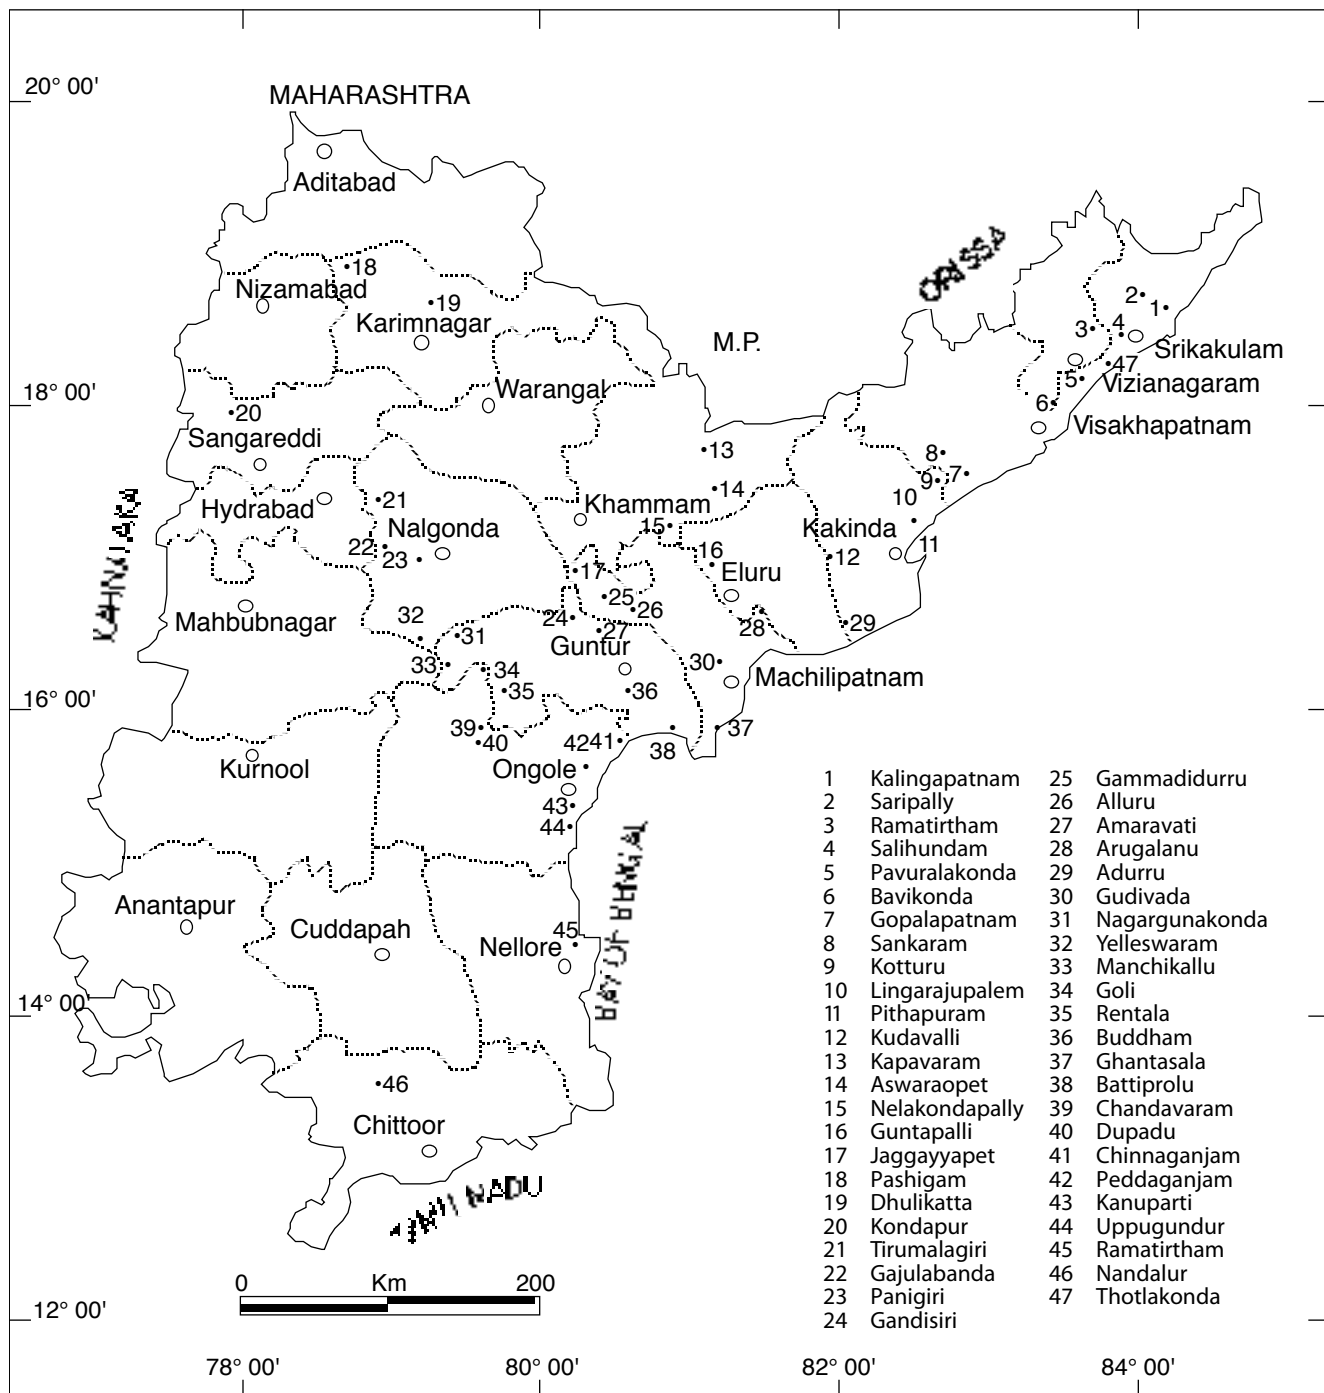 20° 00'
MAHARASHTRA
Aditabad
18
Nizamabad
19
Karimnagar
ORISSA
2
1
3
4
M.P.
Srikakulam
47
Warangal
5
Vizianagaram
18° 00'
20
6
Visakhapatnam
Sangareddi
13
8
9
7
14
10
Hydrabad
21
Khammam
Nalgonda
15
Kakinda
11
22
23
16
12
17
Eluru
25
26
Mahbubnagar
32
24
27
28
29
31
Guntur
33
34
30
Machilipatnam
35
36
16° 00'
39
40
42
41
38
37
Kurnool
Ongole
43
44
BAY OF BENGAL
Anantapur
Cuddapah
45
Nellore
14° 00'
46
Chittoor
TAMIL NADU
0 Km 200
12° 00'
78° 00' 80° 00' 82° 00' 84° 00'
1 Kalingapatnam
2 Saripally
3 Ramatirtham
4 Salihundam
5 Pavuralakonda
6 Bavikonda
7 Gopalapatnam
8 Sankaram
9 Kotturu
10 Lingarajupalem
11 Pithapuram
12 Kudavalli
13 Kapavaram
14 Aswaraopet
15 Nelakondapally
16 Guntapalli
17 Jaggayyapet
18 Pashigam
19 Dhulikatta
20 Kondapur
21 Tirumalagiri
22 Gajulabanda
23 Panigiri
24 Gandisiri
25 Gammadidurru
26 Alluru
27 Amaravati
28 Arugalanu
29 Adurru
30 Gudivada
31 Nagargunakonda
32 Yelleswaram
33 Manchikallu
34 Goli
35 Rentala
36 Buddham
37 Ghantasala
38 Battiprolu
39 Chandavaram
40 Dupadu
41 Chinnaganjam
42 Peddaganjam
43 Kanuparti
44 Uppugundur
45 Ramatirtham
46 Nandalur
47 Thotlakonda